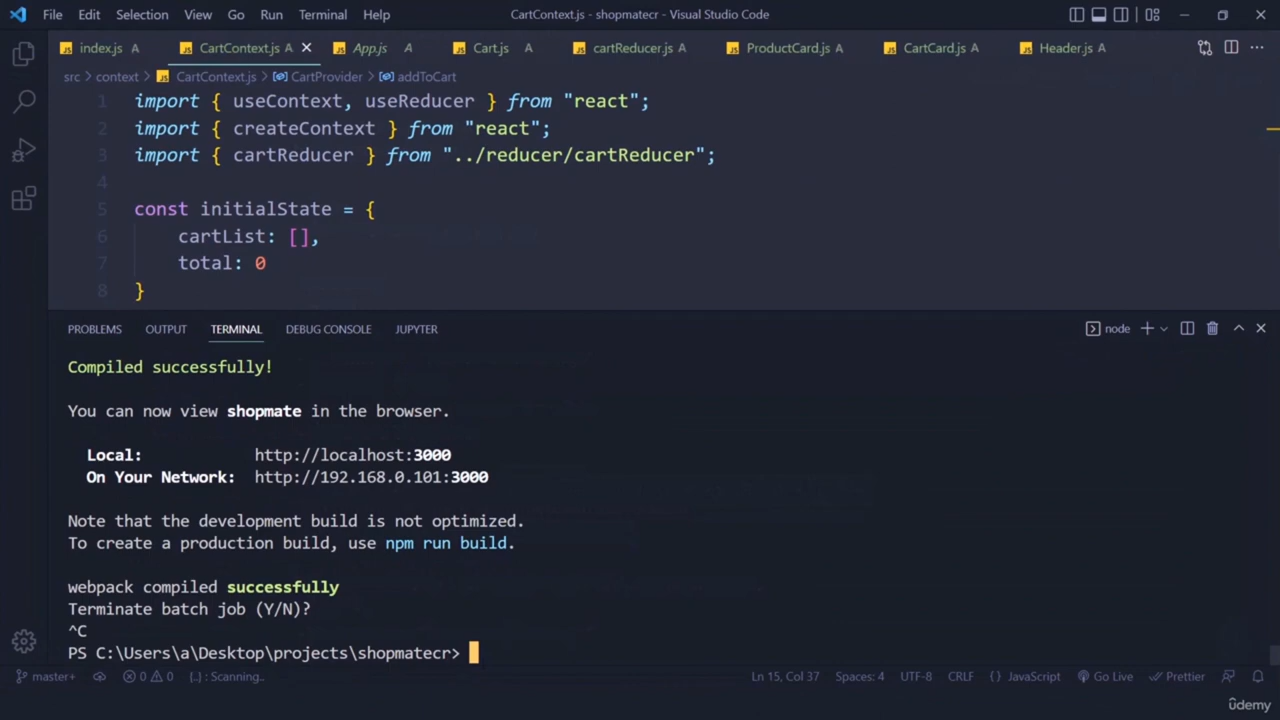 File Edit Selection View Go Run Terminal Help CartContext.js - shopmatecr - Visual Studio Code
index.js A CartContext.js A App.js A Cart.js A cartReducer.js A ProductCard.js A CartCard.js A Header.js A
src > context > CartContext.js > CartProvider > addToCart
1 import { useContext, useReducer } from "react";
2 import { createContext } from "react";
3 import { cartReducer } from "../reducer/cartReducer";
4
5 const initialState = {
6 cartList: [],
7 total: 0
8 }
PROBLEMS OUTPUT TERMINAL DEBUG CONSOLE JUPYTER node
Compiled successfully!
You can now view shopmate in the browser.
Local: http://localhost:3000
On Your Network: http://192.168.0.101:3000
Note that the development build is not optimized.
To create a production build, use npm run build.
webpack compiled successfully
Terminate batch job (Y/N)?
^C
PS C:\Users\a\Desktop\projects\shopmatecr>
master+ 0 0 {..} : Scanning.. Ln 15, Col 37 Spaces: 4 UTF-8 CRLF {} JavaScript Go Live Prettier
ûdemy